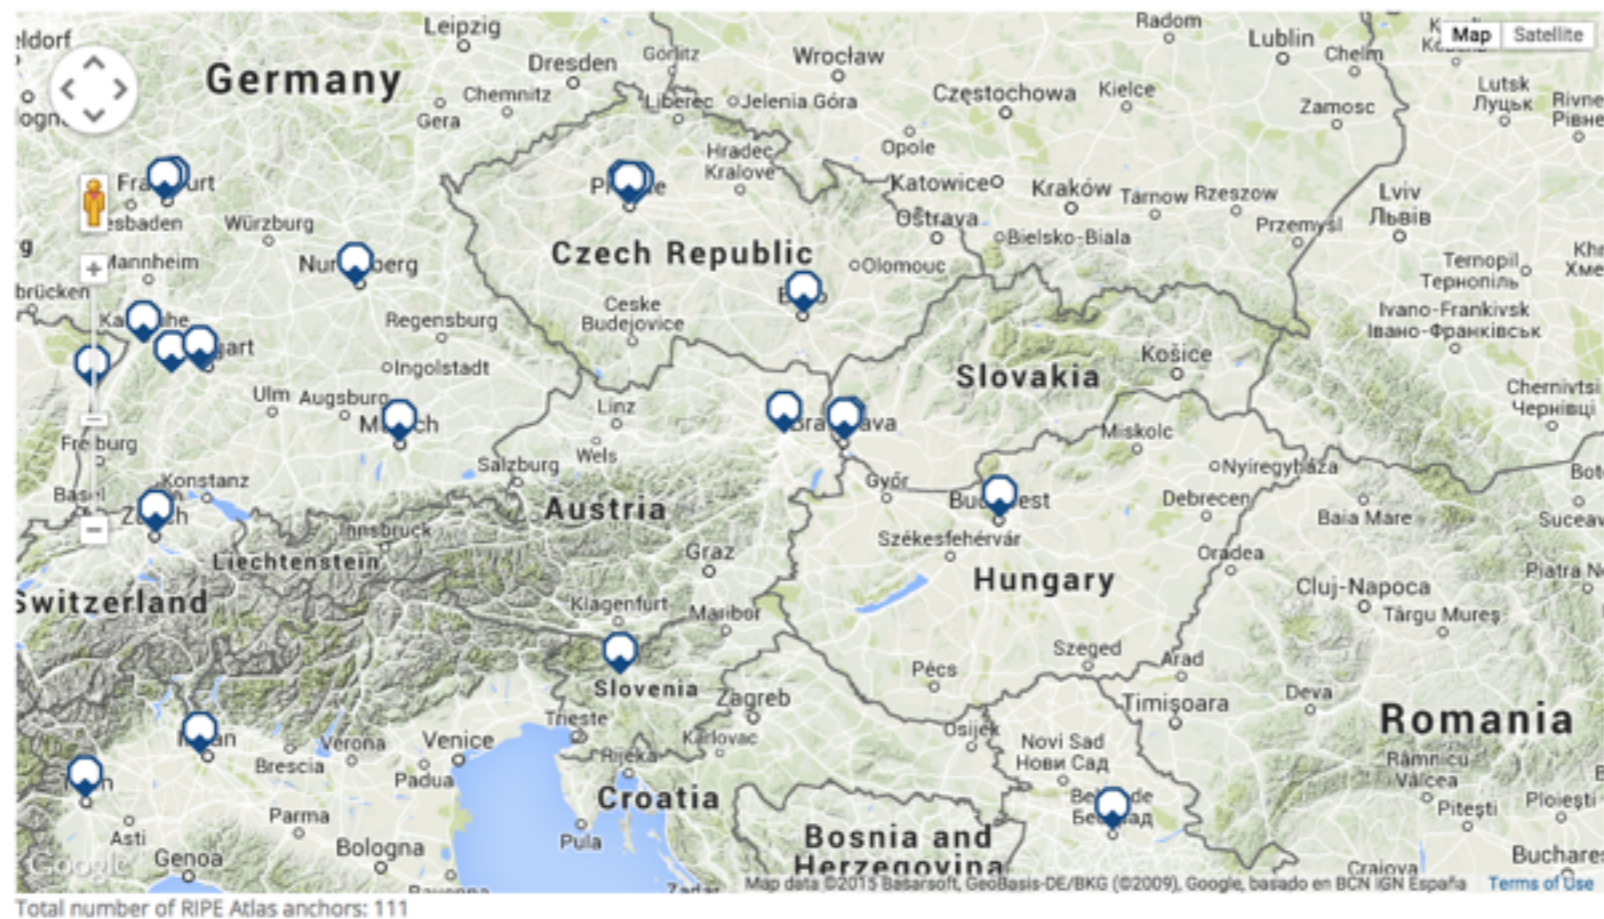 Leipzig
Radom
Lublin
Map
Satellite
Germany
Dresden
Görlitz
Wrocław
Chełm
Chemnitz
Gera
Liberec
Jelenia Góra
Częstochowa
Kielce
Zamosc
Lutsk
Луцьк
Opole
Hradec
Kralove
Katowice
Kraków
Tarnow
Rzeszow
Lviv
Львів
Würzburg
Ostrava
Przemyśl
Bielsko-Biala
Mannheim
Czech Republic
Olomouc
Ternopil
Тернопіль
Ceske
Budejovice
Regensburg
Ivano-Frankivsk
Івано-Франківськ
Ingolstadt
Slovakia
Košice
Chernivtsi
Чернівці
Ulm
Augsburg
Linz
Miskolc
Wels
Salzburg
Nyiregyháza
Konstanz
Győr
Debrecen
Basel
Austria
Baia Mare
Innsbruck
Székesfehérvár
Liechtenstein
Graz
Oradea
Hungary
Cluj-Napoca
Switzerland
Klagenfurt
Maribor
Târgu Mureș
Szeged
Arad
Pécs
Slovenia
Zagreb
Timișoara
Deva
Romania
Trieste
Osijek
Karlovac
Venice
Verona
Novi Sad
Нови Сад
Brescia
Padua
Rijeka
Râmnicu
Vâlcea
Croatia
Pitești
Ploiești
Parma
Asti
Pula
Bosnia and
Herzegovina
Bologna
Genoa
Google
Craiova
Map data ©2015 Basarsoft, GeoBasis-DE/BKG (©2009), Google, basado en BCN IGN España
Terms of Use
Total number of RIPE Atlas anchors: 111